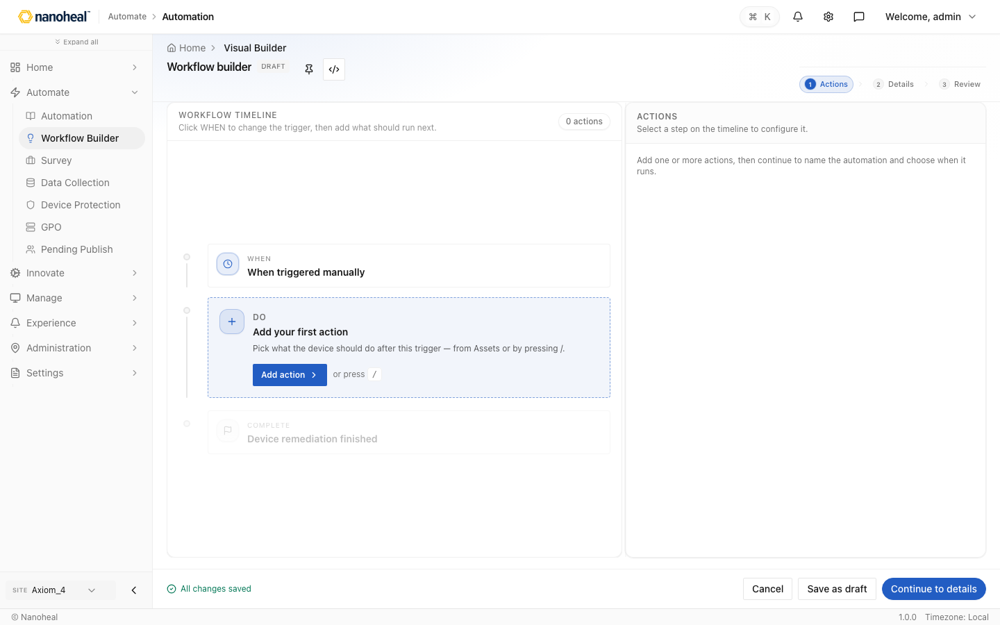 nanoheal™
Automate > Automation
⌘ K
Welcome, admin
Expand all
Home
Automate
Automation
Workflow Builder
Survey
Data Collection
Device Protection
GPO
Pending Publish
Innovate
Manage
Experience
Administration
Settings
SITE Axiom_4
Home > Visual Builder
Workflow builder DRAFT
1 Actions
2 Details
3 Review
WORKFLOW TIMELINE
Click WHEN to change the trigger, then add what should run next.
0 actions
WHEN
When triggered manually
DO
Add your first action
Pick what the device should do after this trigger — from Assets or by pressing /.
Add action > or press /
COMPLETE
Device remediation finished
ACTIONS
Select a step on the timeline to configure it.
Add one or more actions, then continue to name the automation and choose when it
runs.
All changes saved
Cancel
Save as draft
Continue to details
© Nanoheal
1.0.0 Timezone: Local